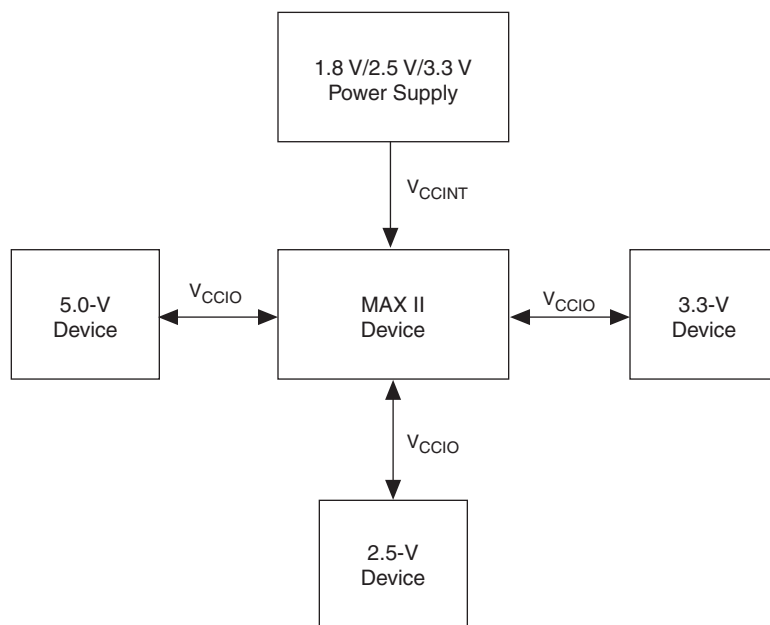 1.8 V/2.5 V/3.3 V
Power Supply
VCCINT
5.0-V
Device
VCCIO
MAX II
Device
VCCIO
3.3-V
Device
VCCIO
2.5-V
Device